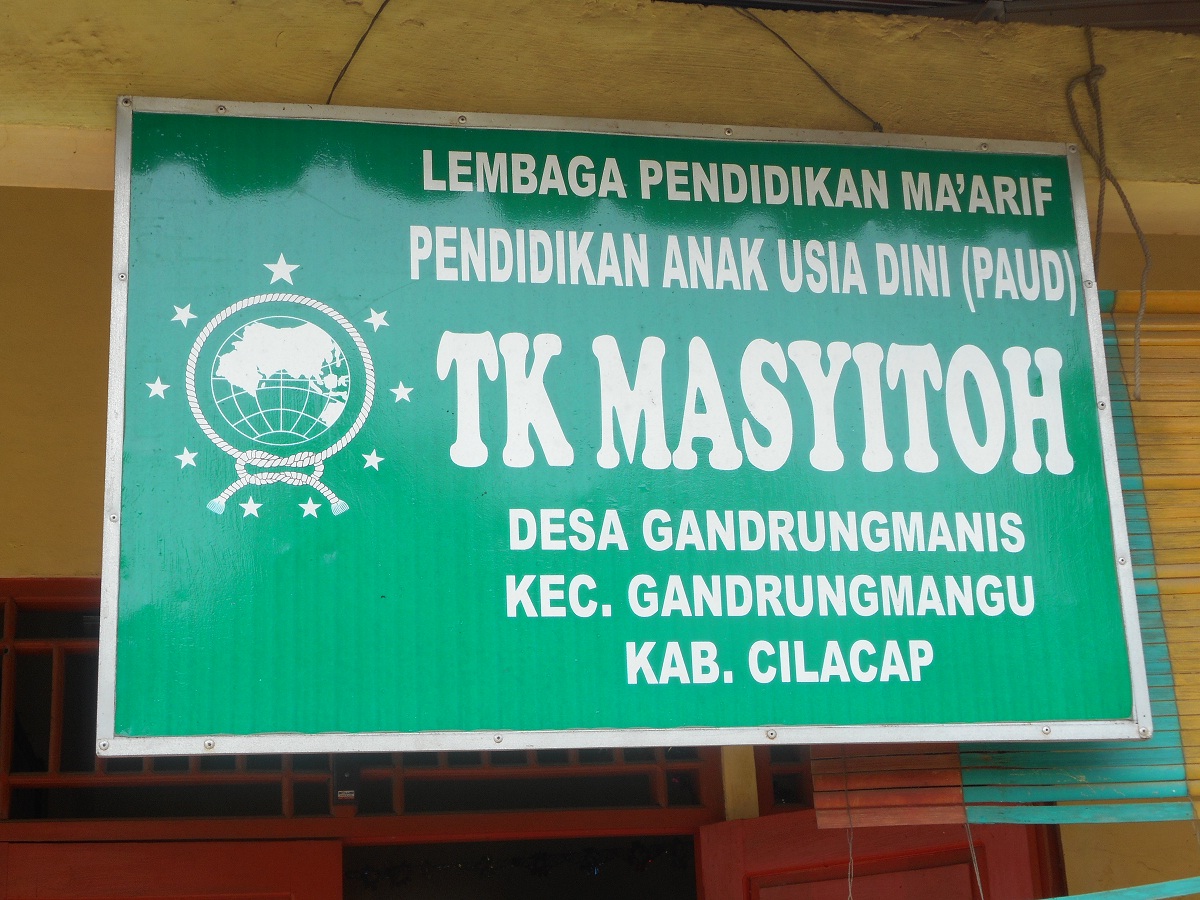 LEMBAGA PENDIDIKAN MA'ARIF
PENDIDIKAN ANAK USIA DINI (PAUD)
TK MASYITOH
DESA GANDRUNGMANIS
KEC. GANDRUNGMANGU
KAB. CILACAP